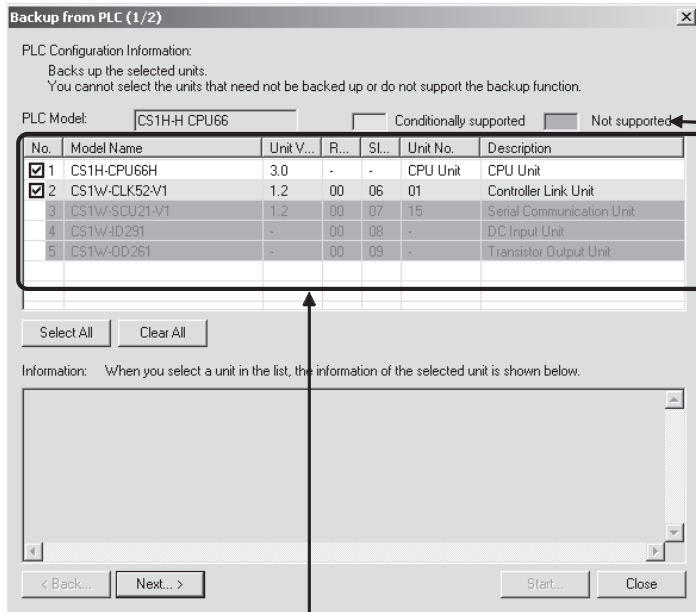 Backup from PLC (1/2)
PLC Configuration Information:
Backs up the selected units.
You cannot select the units that need not be backed up or do not support the backup function.
PLC Model: CS1H-H CPU66 Conditionally supported Not supported
No. Model Name Unit V... R... Sl... Unit No. Description
1 CS1H-CPU66H 3.0 - - CPU Unit CPU Unit
2 CS1W-CLK52-V1 1.2 00 06 01 Controller Link Unit
3 CS1W-SCU21-V1 1.2 00 07 15 Serial Communication Unit
4 CS1W-ID291 - 00 08 - DC Input Unit
5 CS1W-OD261 - 00 09 - Transistor Output Unit
Select All Clear All
Information: When you select a unit in the list, the information of the selected unit is shown below.
< Back... Next... > Start... Close